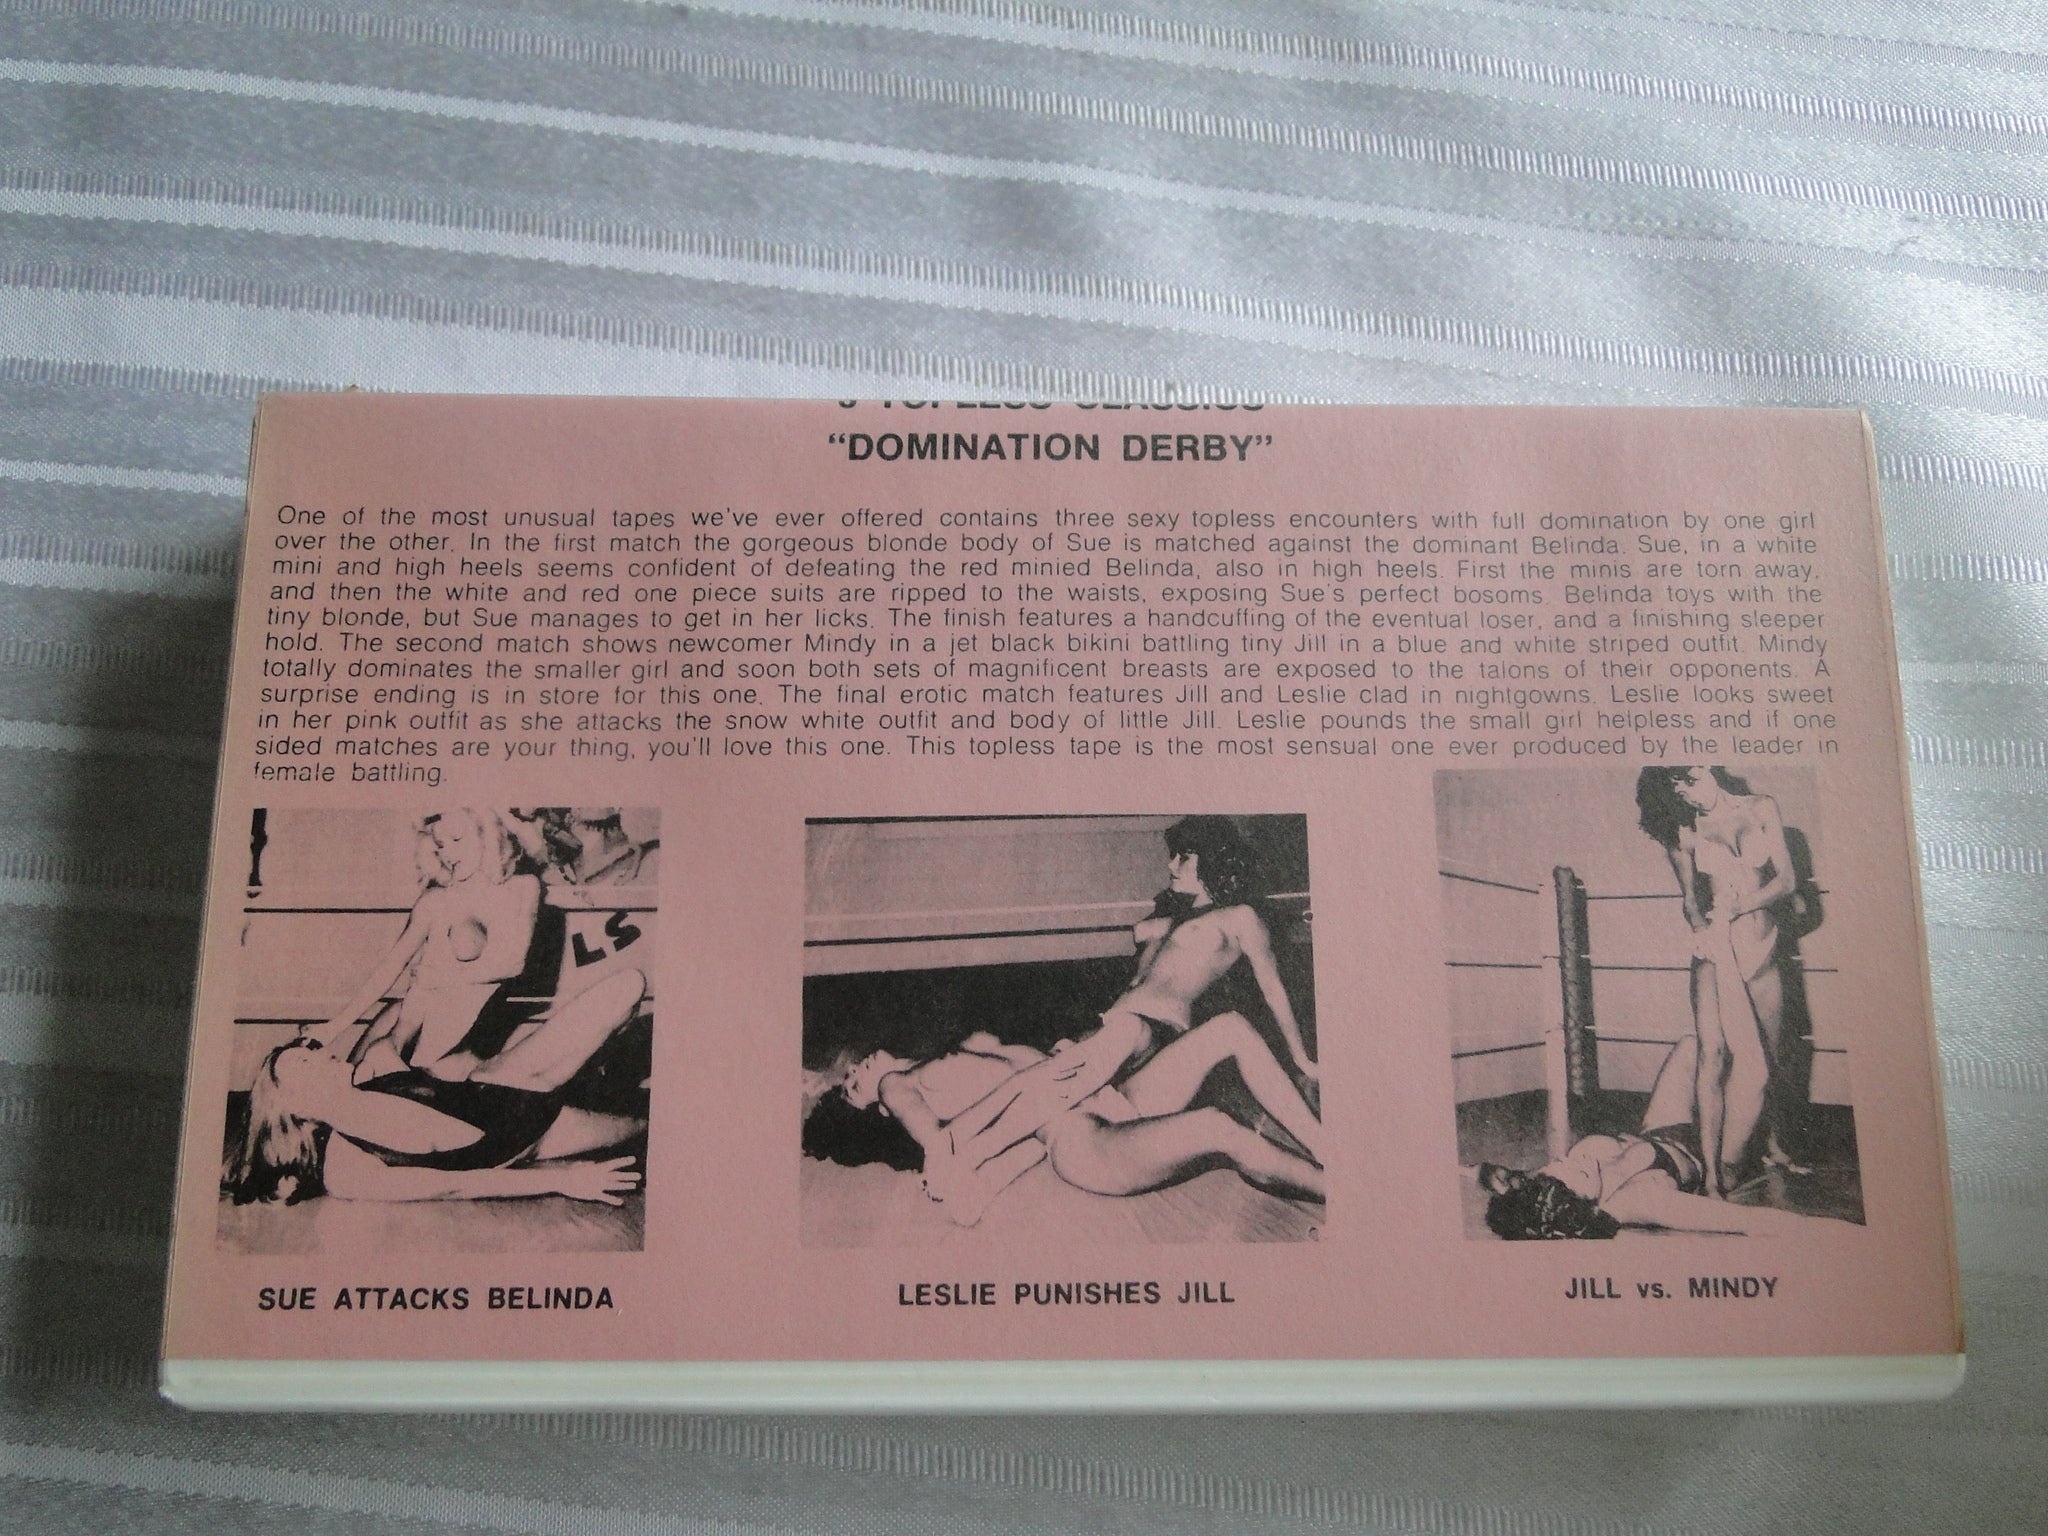 3 TOPLESS CLASSICS
"DOMINATION DERBY"
One of the most unusual tapes we've ever offered contains three sexy topless encounters with full domination by one girl
over the other. In the first match the gorgeous blonde body of Sue is matched against the dominant Belinda. Sue, in a white
mini and high heels seems confident of defeating the red minied Belinda, also in high heels. First the minis are torn away,
and then the white and red one piece suits are ripped to the waists, exposing Sue's perfect bosoms. Belinda toys with the
tiny blonde, but Sue manages to get in her licks. The finish features a handcuffing of the eventual loser, and a finishing sleeper
hold. The second match shows newcomer Mindy in a jet black bikini battling tiny Jill in a blue and white striped outfit. Mindy
totally dominates the smaller girl and soon both sets of magnificent breasts are exposed to the talons of their opponents. A
surprise ending is in store for this one. The final erotic match features Jill and Leslie clad in nightgowns. Leslie looks sweet
in her pink outfit as she attacks the snow white outfit and body of little Jill. Leslie pounds the small girl helpless and if one
sided matches are your thing, you'll love this one. This topless tape is the most sensual one ever produced by the leader in
female battling.
LS
SUE ATTACKS BELINDA
LESLIE PUNISHES JILL
JILL vs. MINDY